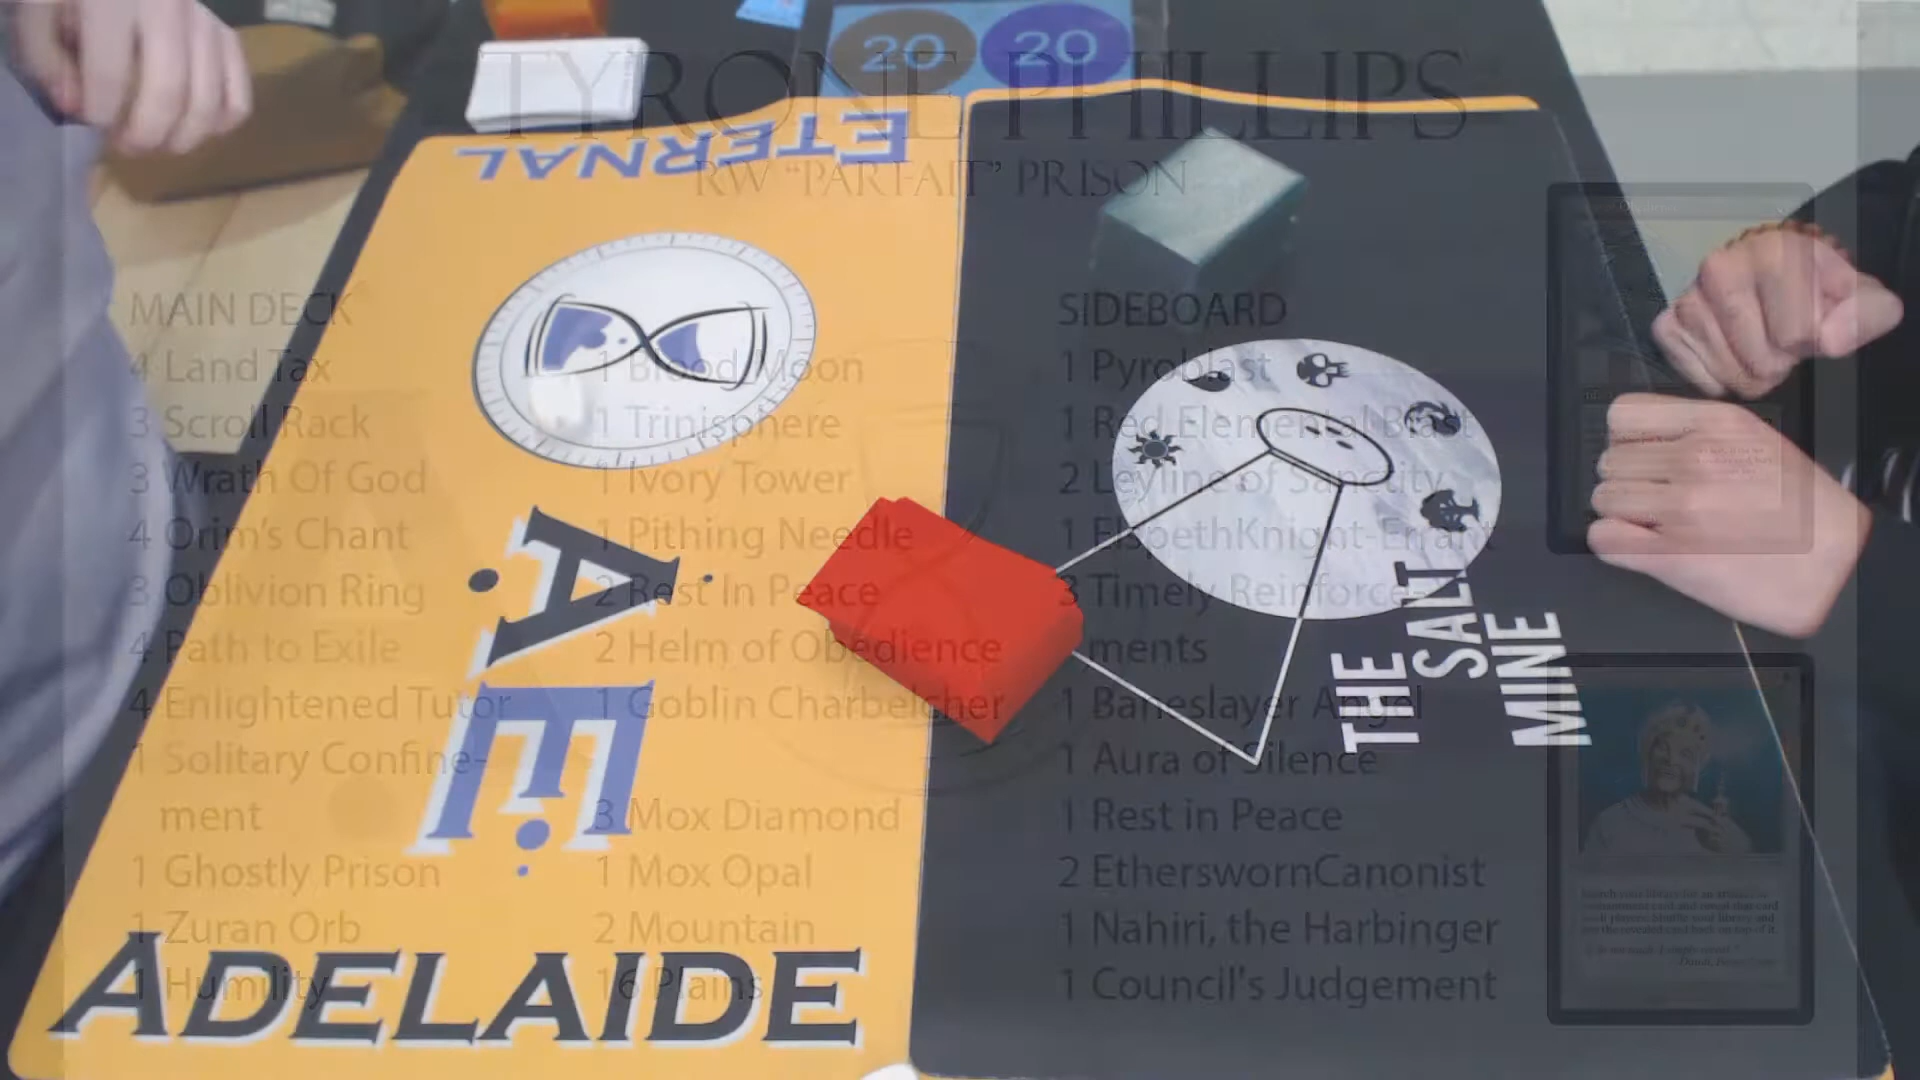 20 20
TYRONE PHILLIPS
ETERNAL
RW "PARFAIT" PRISON
MAIN DECK
4 Land Tax
3 Scroll Rack
3 Wrath Of God
4 Orim's Chant
3 Oblivion Ring
4 Path to Exile
4 Enlightened Tutor
1 Solitary Confine-
ment
1 Ghostly Prison
1 Zuran Orb
1 Humility
1 Blood Moon
1 Trinisphere
1 Ivory Tower
1 Pithing Needle
2 Rest In Peace
2 Helm of Obedience
1 Goblin Charbelcher
3 Mox Diamond
1 Mox Opal
2 Mountain
16 Plains
SIDEBOARD
1 Pyroblast
1 Red Elemental Blast
2 Leyline of Sanctity
1 ElspethKnight-Errant
3 Timely Reinforce-
ments
1 Baneslayer Angel
1 Aura of Silence
1 Rest in Peace
2 EtherswornCanonist
1 Nahiri, the Harbinger
1 Council's Judgement
A.E.
ADELAIDE
THE
SALT
MINE